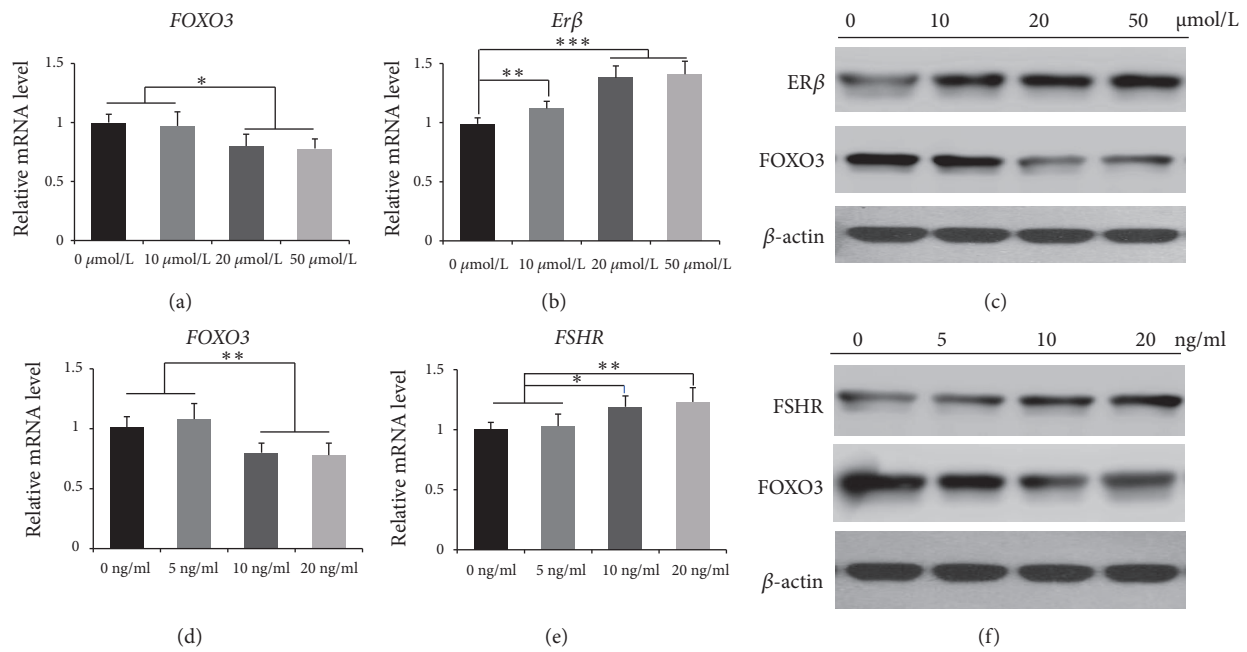 FOXO3
*
Relative mRNA level
1.5
1
0.5
0
0 μmol/L 10 μmol/L 20 μmol/L 50 μmol/L
(a)
Erβ
***
**
Relative mRNA level
1.5
1
0.5
0
0 μmol/L 10 μmol/L 20 μmol/L 50 μmol/L
(b)
0 10 20 50 μmol/L
ERβ
FOXO3
β-actin
(c)
FOXO3
**
Relative mRNA level
1.5
1
0.5
0
0 ng/ml 5 ng/ml 10 ng/ml 20 ng/ml
(d)
FSHR
**
*
Relative mRNA level
1.5
1
0.5
0
0 ng/ml 5 ng/ml 10 ng/ml 20 ng/ml
(e)
0 5 10 20 ng/ml
FSHR
FOXO3
β-actin
(f)